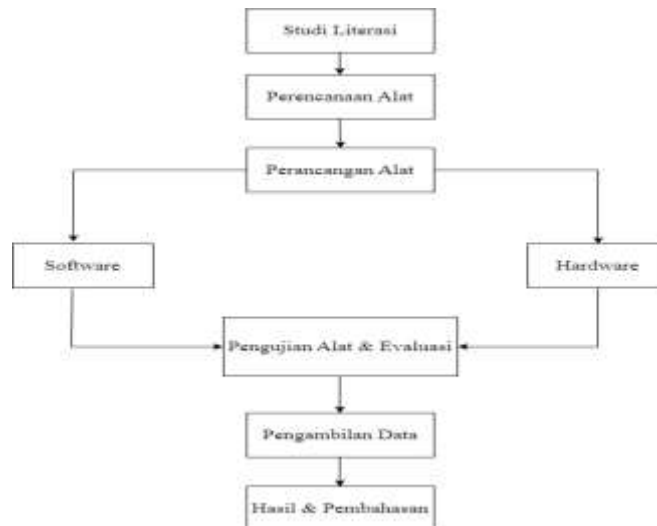 Studi Literasi
Perencanaan Alat
Perancangan Alat
Software
Hardware
Pengujian Alat & Evaluasi
Pengambilan Data
Hasil & Pembahasan